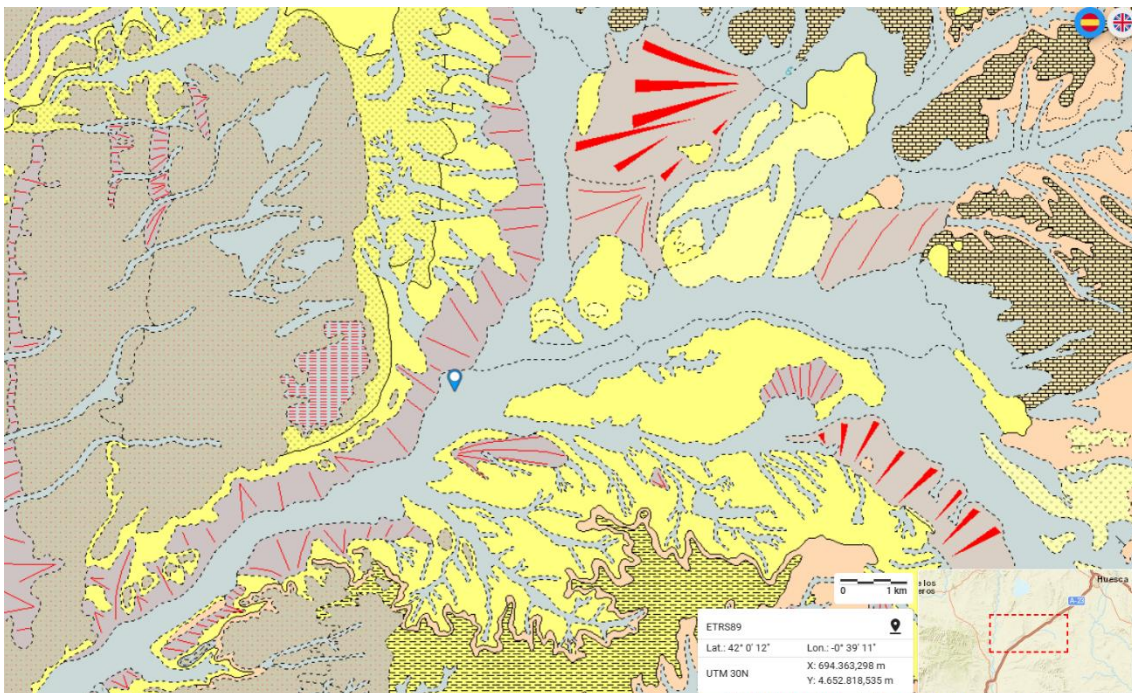 0 1 km
Huesca
ETRS89
Lat.: 42° 0' 12" Lon.: -0° 39' 11"
UTM 30N
X: 694.363,298 m
Y: 4.652.818,535 m